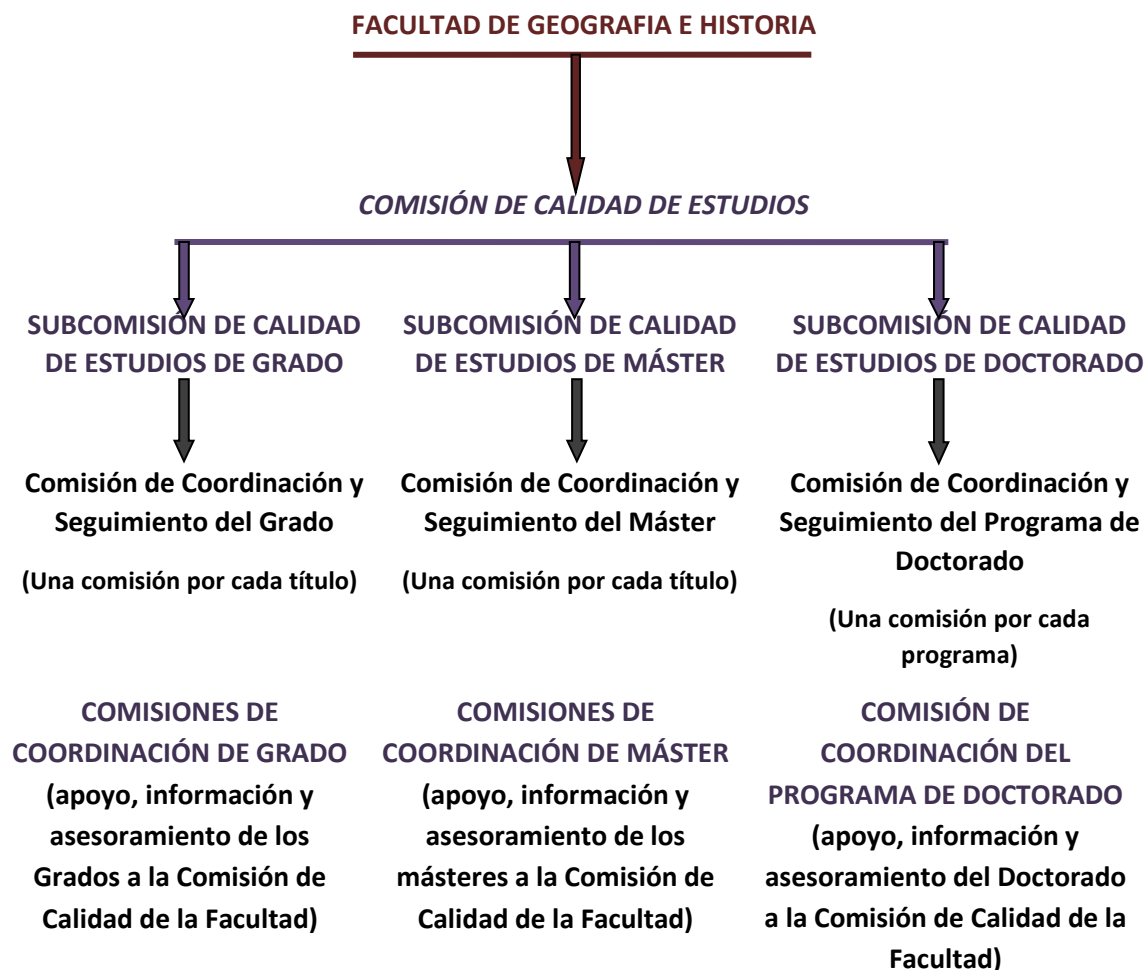 FACULTAD DE GEOGRAFIA E HISTORIA
COMISIÓN DE CALIDAD DE ESTUDIOS
SUBCOMISIÓN DE CALIDAD
DE ESTUDIOS DE GRADO
SUBCOMISIÓN DE CALIDAD
DE ESTUDIOS DE MÁSTER
SUBCOMISIÓN DE CALIDAD
DE ESTUDIOS DE DOCTORADO
Comisión de Coordinación y
Seguimiento del Grado
(Una comisión por cada título)
Comisión de Coordinación y
Seguimiento del Máster
(Una comisión por cada título)
Comisión de Coordinación y
Seguimiento del Programa de
Doctorado
(Una comisión por cada
programa)
COMISIONES DE
COORDINACIÓN DE GRADO
(apoyo, información y
asesoramiento de los
Grados a la Comisión de
Calidad de la Facultad)
COMISIONES DE
COORDINACIÓN DE MÁSTER
(apoyo, información y
asesoramiento de los
másteres a la Comisión de
Calidad de la Facultad)
COMISIÓN DE
COORDINACIÓN DEL
PROGRAMA DE DOCTORADO
(apoyo, información y
asesoramiento del Doctorado
a la Comisión de Calidad de la
Facultad)